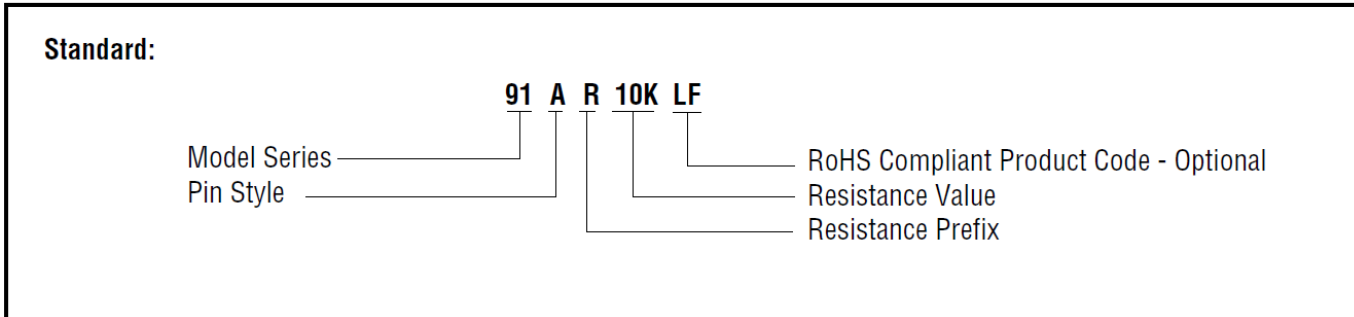 Standard:
91 A R 10K LF
Model Series
Pin Style
RoHS Compliant Product Code - Optional
Resistance Value
Resistance Prefix